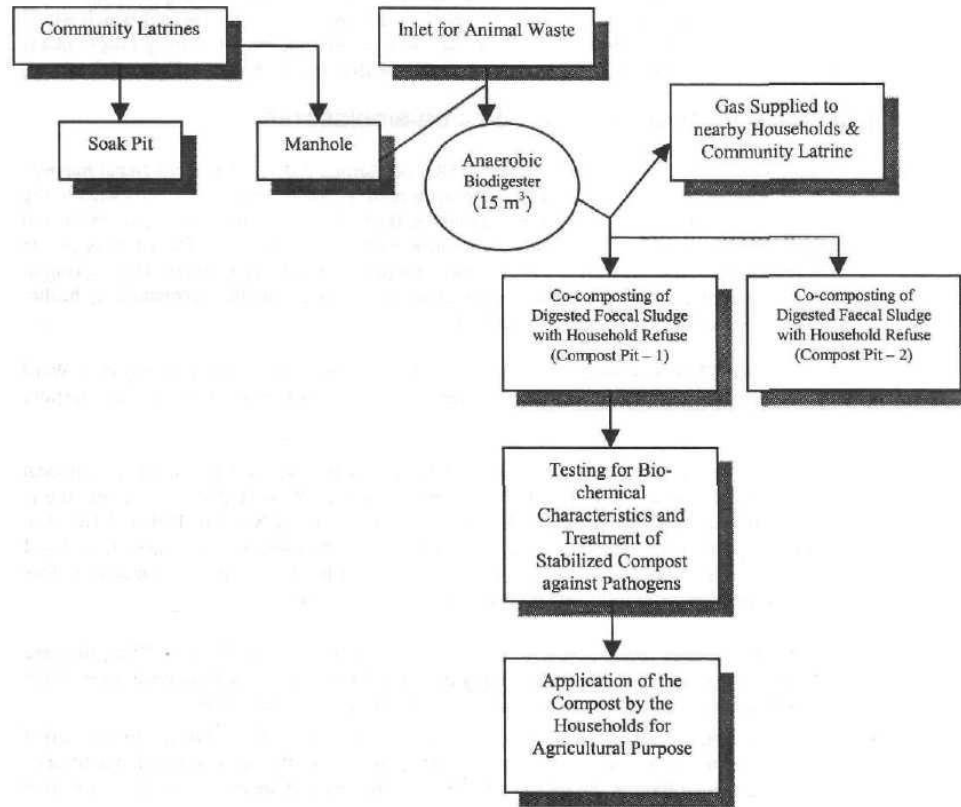 Community Latrines
Inlet for Animal Waste
Soak Pit
Manhole
Anaerobic
Biodigester
(15 m³)
Gas Supplied to
nearby Households &
Community Latrine
Co-composting of
Digested Foecal Sludge
with Household Refuse
(Compost Pit – 1)
Co-composting of
Digested Faecal Sludge
with Household Refuse
(Compost Pit – 2)
Testing for Bio-
chemical
Characteristics and
Treatment of
Stabilized Compost
against Pathogens
Application of the
Compost by the
Households for
Agricultural Purpose